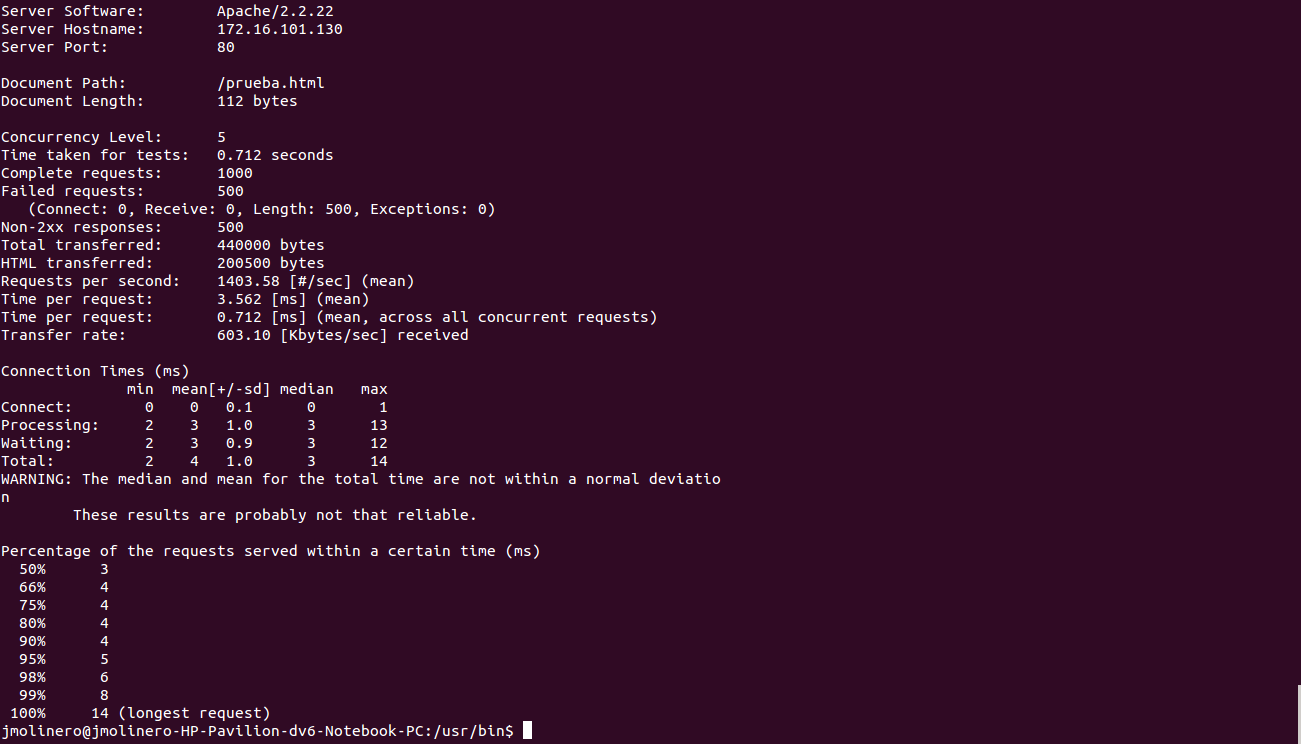 Server Software:        Apache/2.2.22
Server Hostname:        172.16.101.130
Server Port:            80

Document Path:          /prueba.html
Document Length:        112 bytes

Concurrency Level:      5
Time taken for tests:   0.712 seconds
Complete requests:      1000
Failed requests:        500
   (Connect: 0, Receive: 0, Length: 500, Exceptions: 0)
Non-2xx responses:      500
Total transferred:      440000 bytes
HTML transferred:       200500 bytes
Requests per second:    1403.58 [#/sec] (mean)
Time per request:       3.562 [ms] (mean)
Time per request:       0.712 [ms] (mean, across all concurrent requests)
Transfer rate:          603.10 [Kbytes/sec] received

Connection Times (ms)
              min  mean[+/-sd] median   max
Connect:        0    0   0.1      0       1
Processing:     2    3   1.0      3      13
Waiting:        2    3   0.9      3      12
Total:          2    4   1.0      3      14
WARNING: The median and mean for the total time are not within a normal deviatio
n
        These results are probably not that reliable.

Percentage of the requests served within a certain time (ms)
  50%      3
  66%      4
  75%      4
  80%      4
  90%      4
  95%      5
  98%      6
  99%      8
 100%     14 (longest request)
jmolinero@jmolinero-HP-Pavilion-dv6-Notebook-PC:/usr/bin$